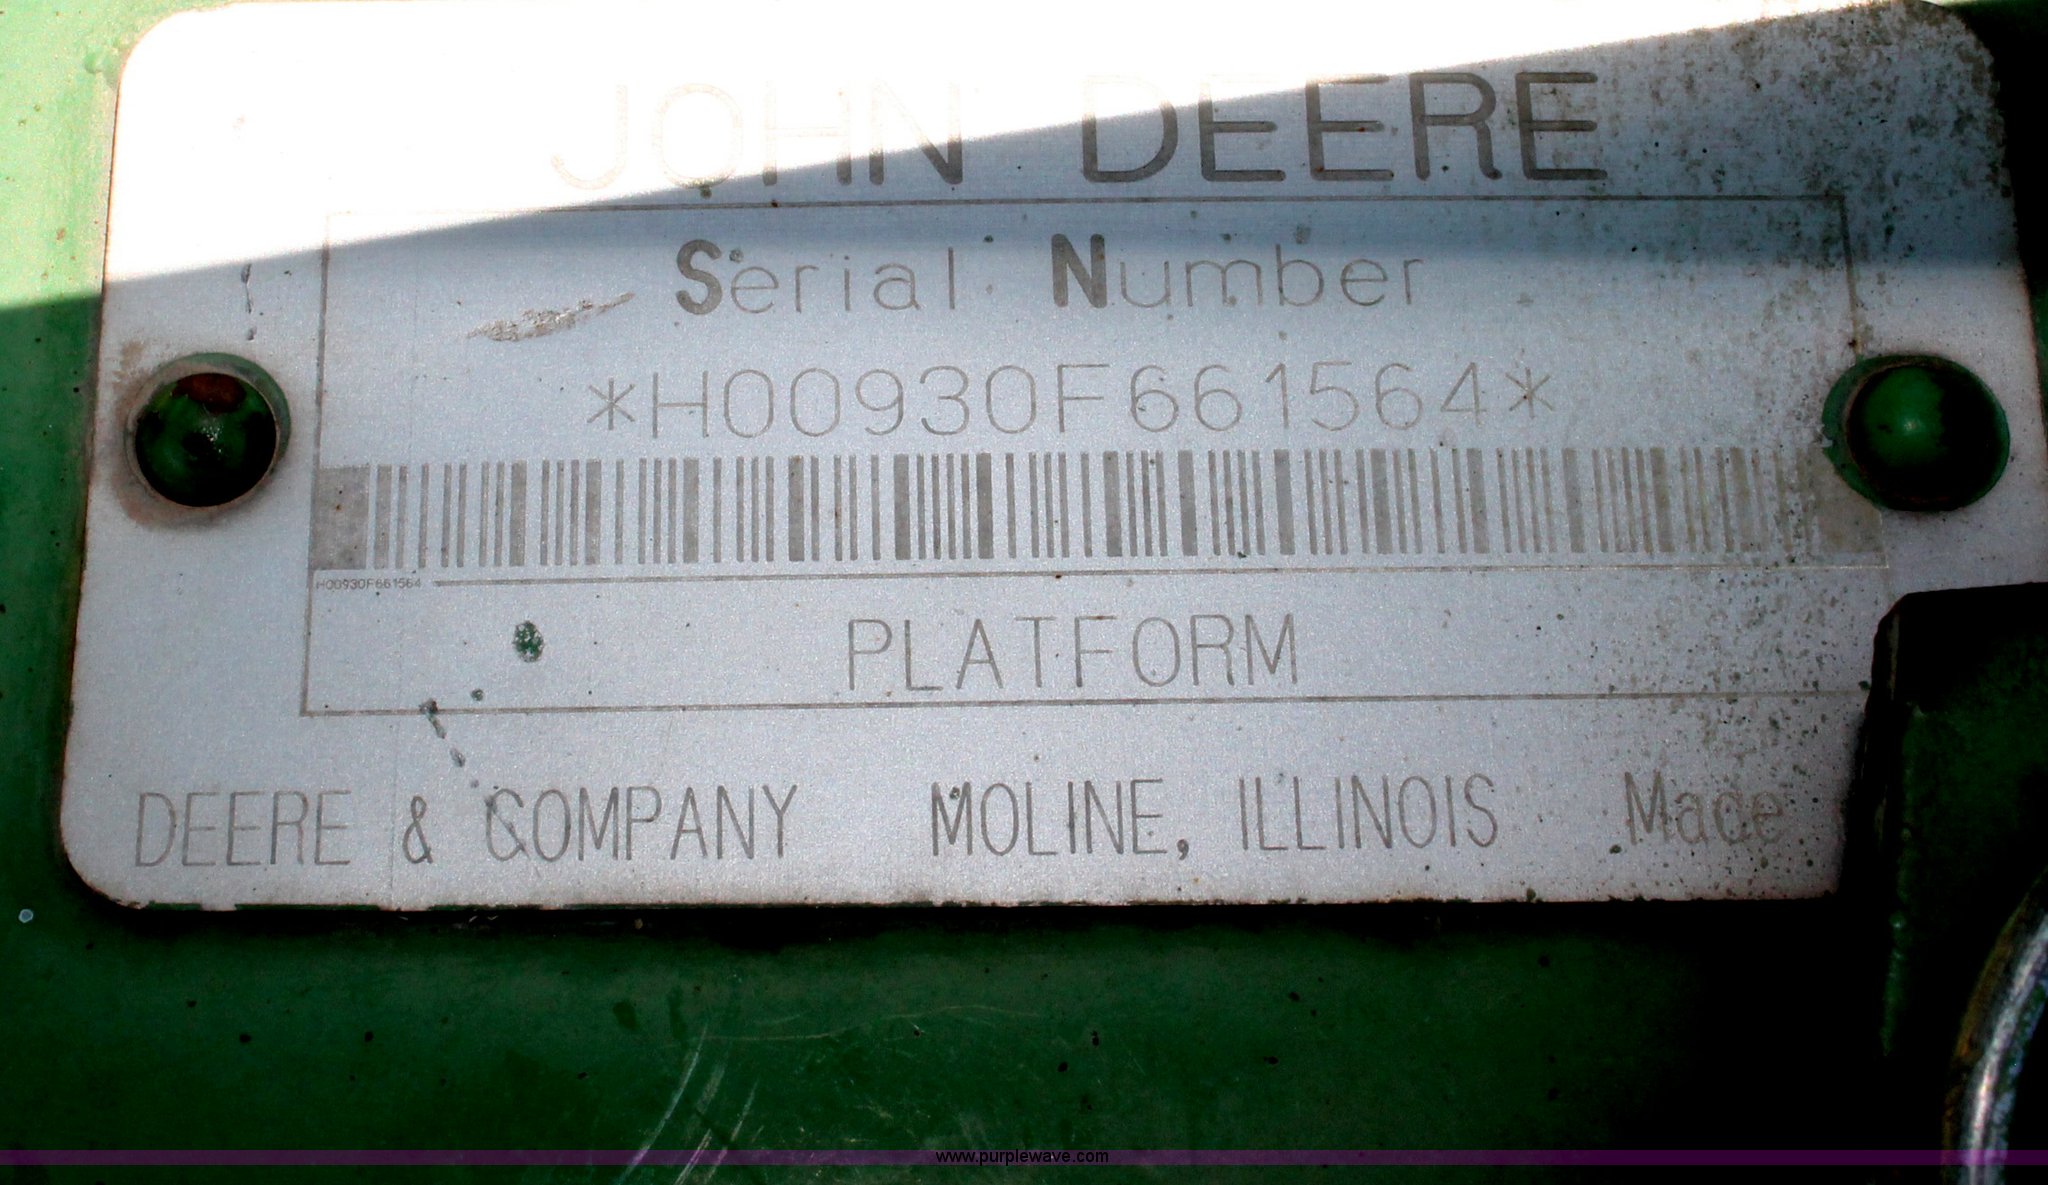 JOHN DEERE
Serial Number
*H00930F661564*
H00930F661564
PLATFORM
DEERE & COMPANY MOLINE, ILLINOIS Made
www.purplewave.com